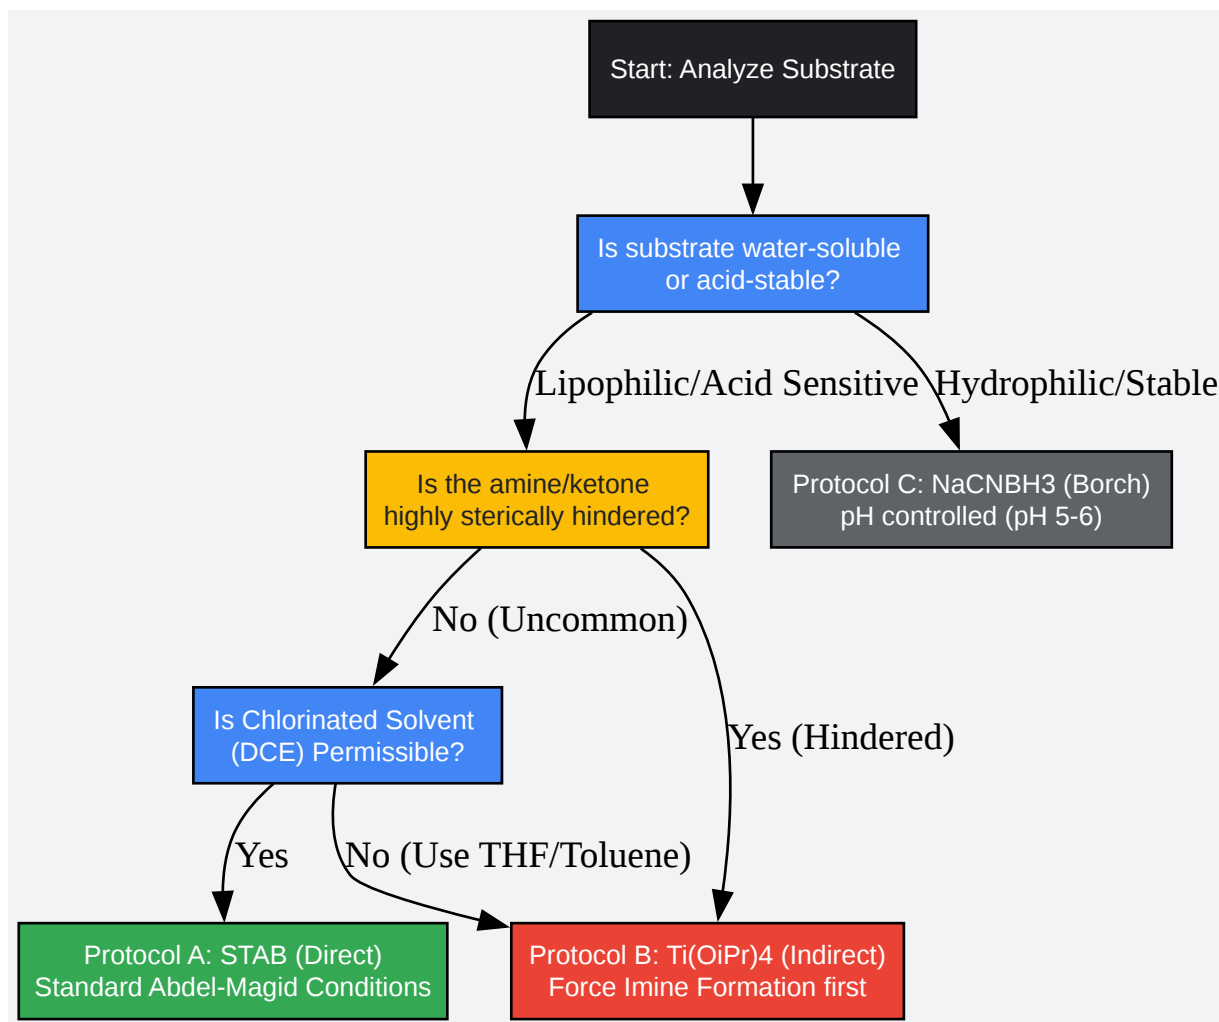 Start: Analyze Substrate
Is substrate water-soluble
or acid-stable?
Lipophilic/Acid Sensitive
Hydrophilic/Stable
Is the amine/ketone
highly sterically hindered?
Protocol C: NaCNBH3 (Borch)
pH controlled (pH 5-6)
No (Uncommon)
Is Chlorinated Solvent
(DCE) Permissible?
Yes (Hindered)
Yes
No (Use THF/Toluene)
Protocol A: STAB (Direct)
Standard Abdel-Magid Conditions
Protocol B: Ti(OiPr)4 (Indirect)
Force Imine Formation first